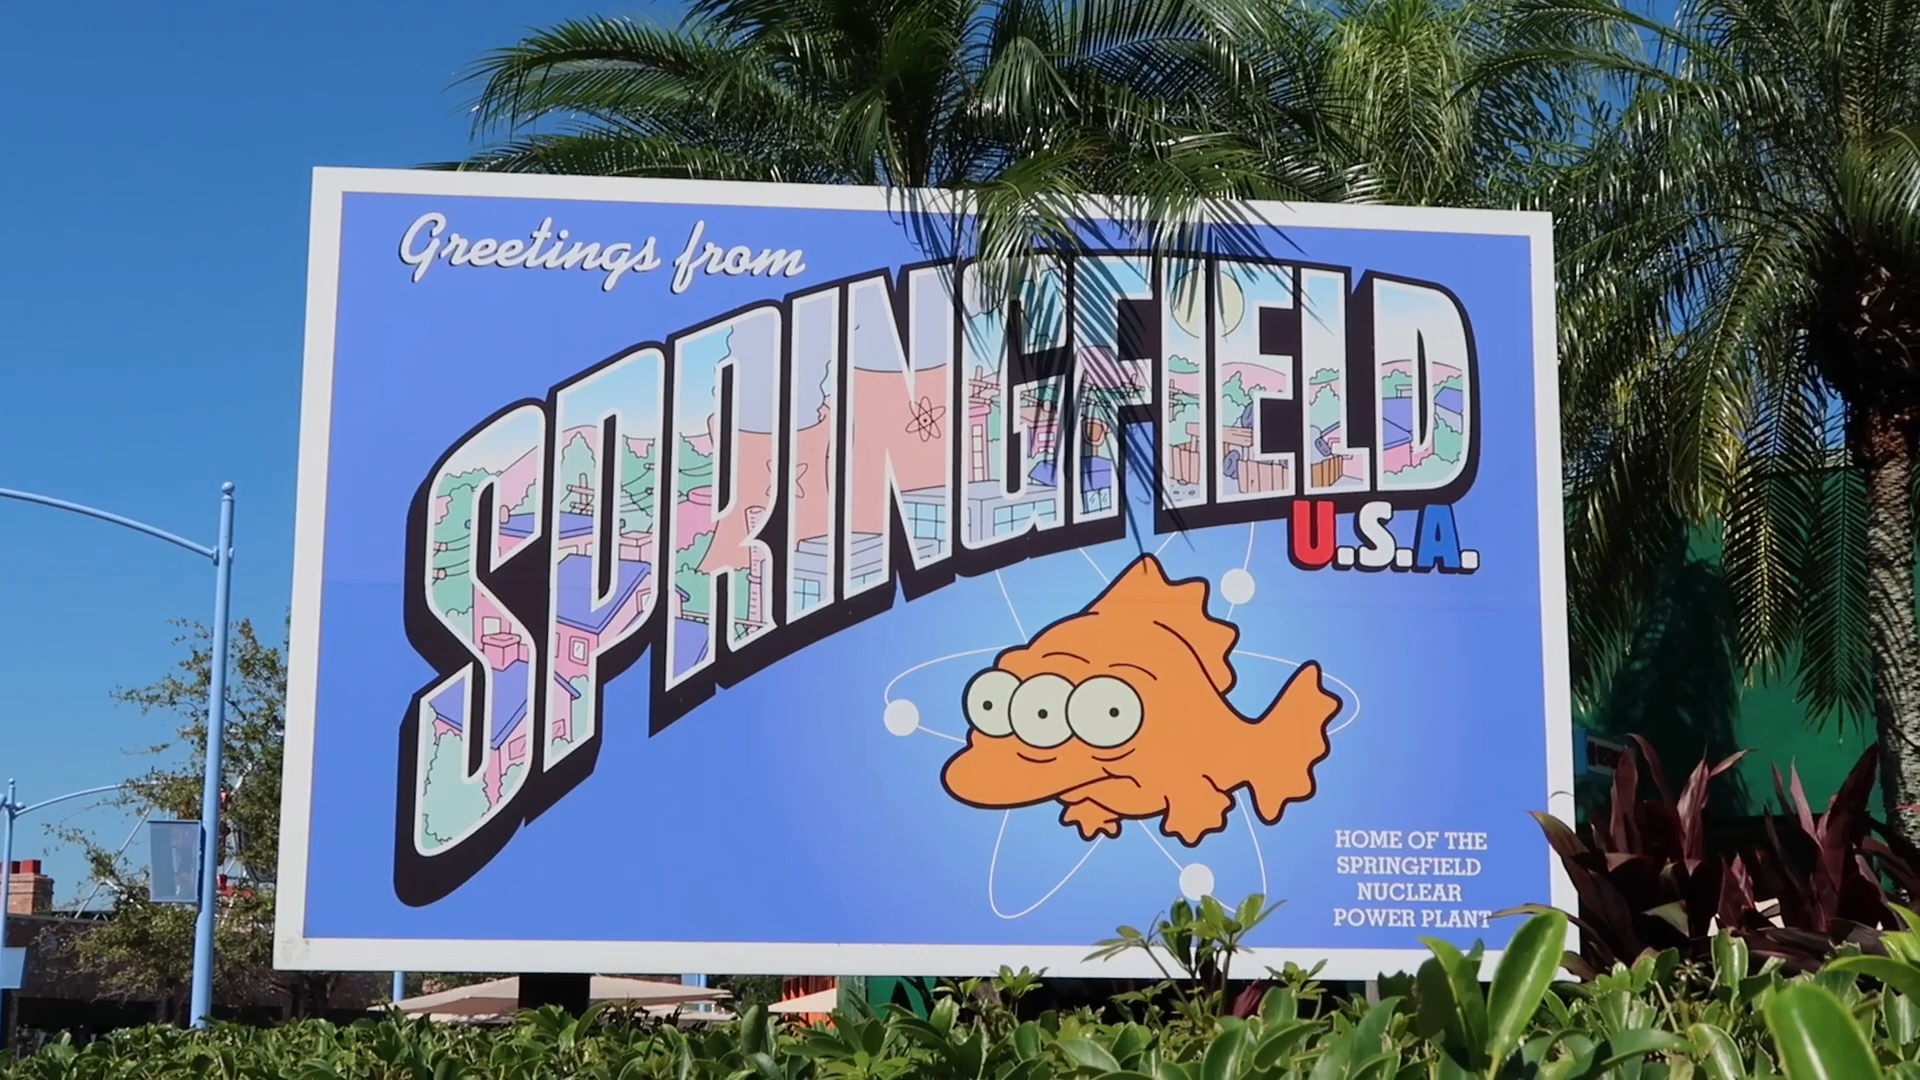 Greetings from
SPRINGFIELD
U.S.A.
HOME OF THE
SPRINGFIELD
NUCLEAR
POWER PLANT